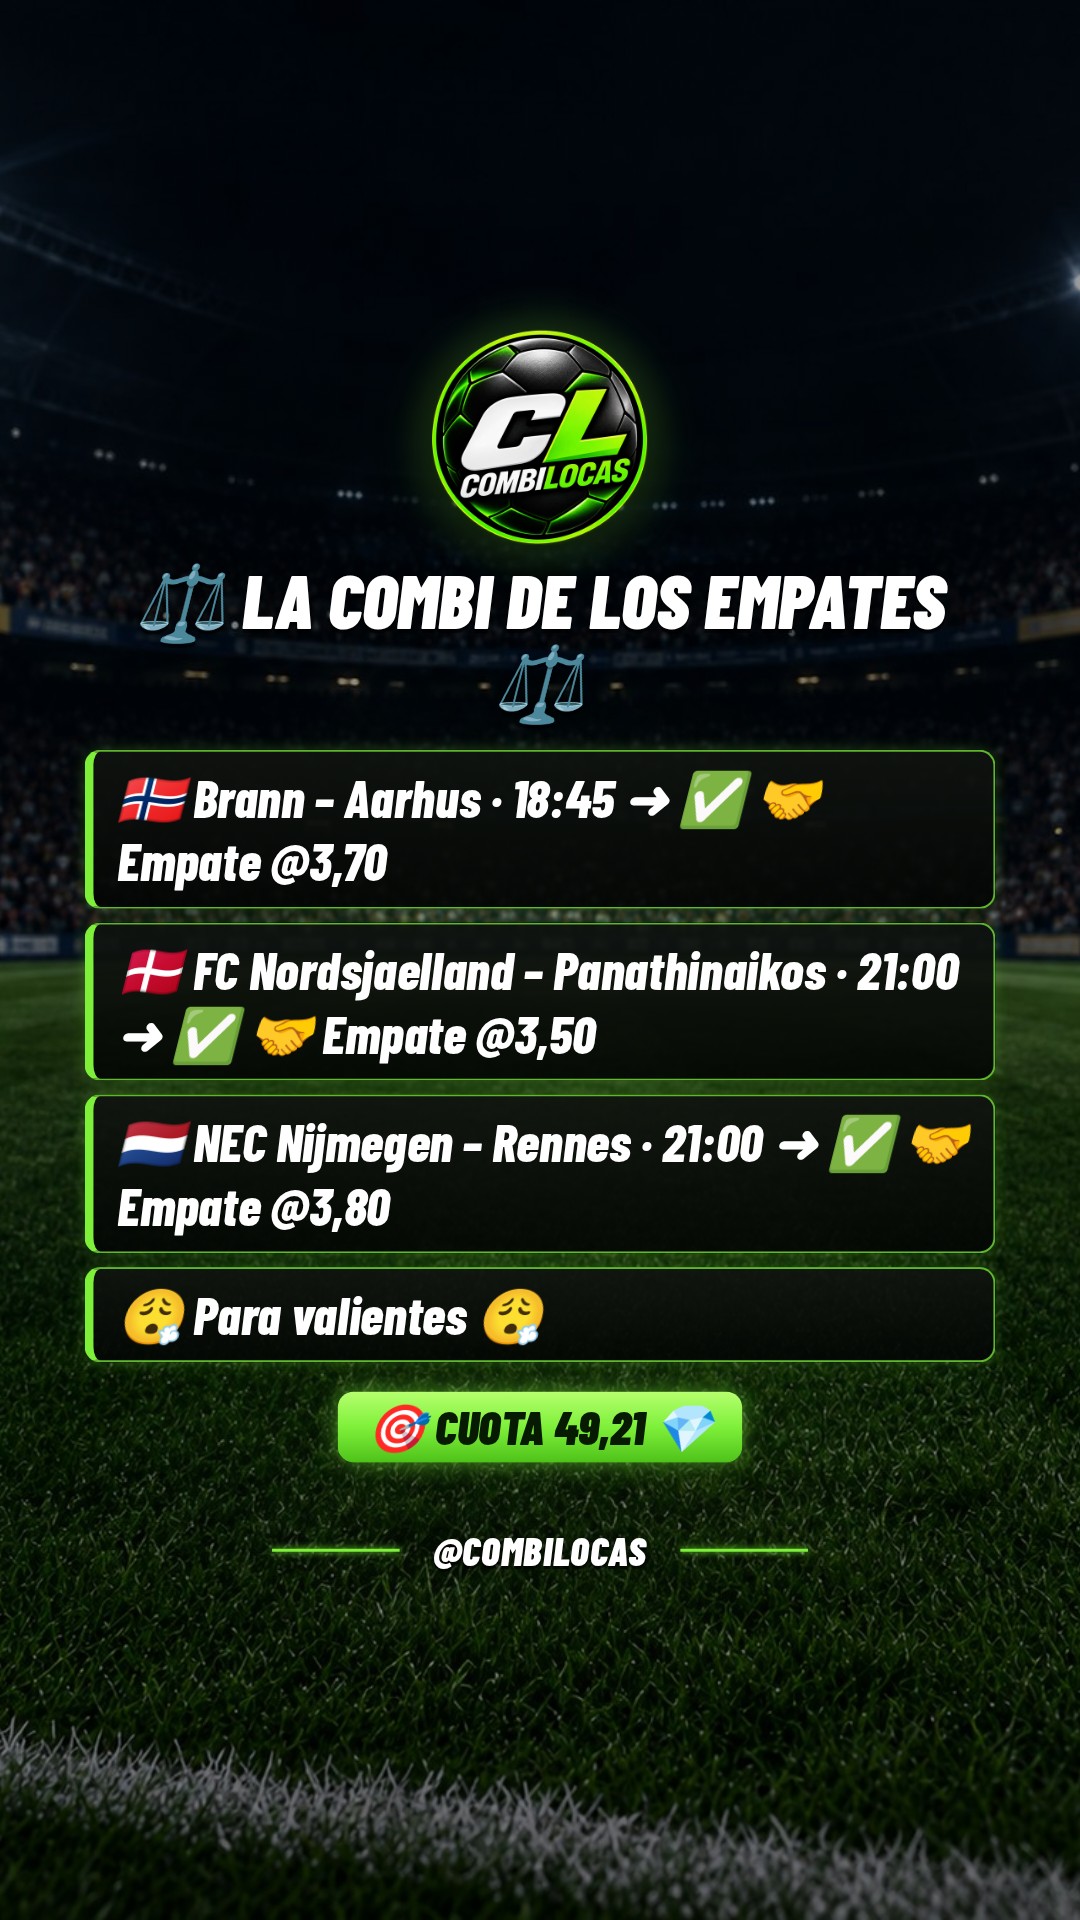 CL
COMBILOCAS
⚖️ LA COMBI DE LOS EMPATES
⚖️
🇳🇴 Brann – Aarhus · 18:45 ➜ ✅ 🤝
Empate @3,70
🇩🇰 FC Nordsjaelland – Panathinaikos · 21:00
➜ ✅ 🤝 Empate @3,50
🇳🇱 NEC Nijmegen – Rennes · 21:00 ➜ ✅ 🤝
Empate @3,80
😮‍💨 Para valientes 😮‍💨
🎯 CUOTA 49,21 💎
@COMBILOCAS